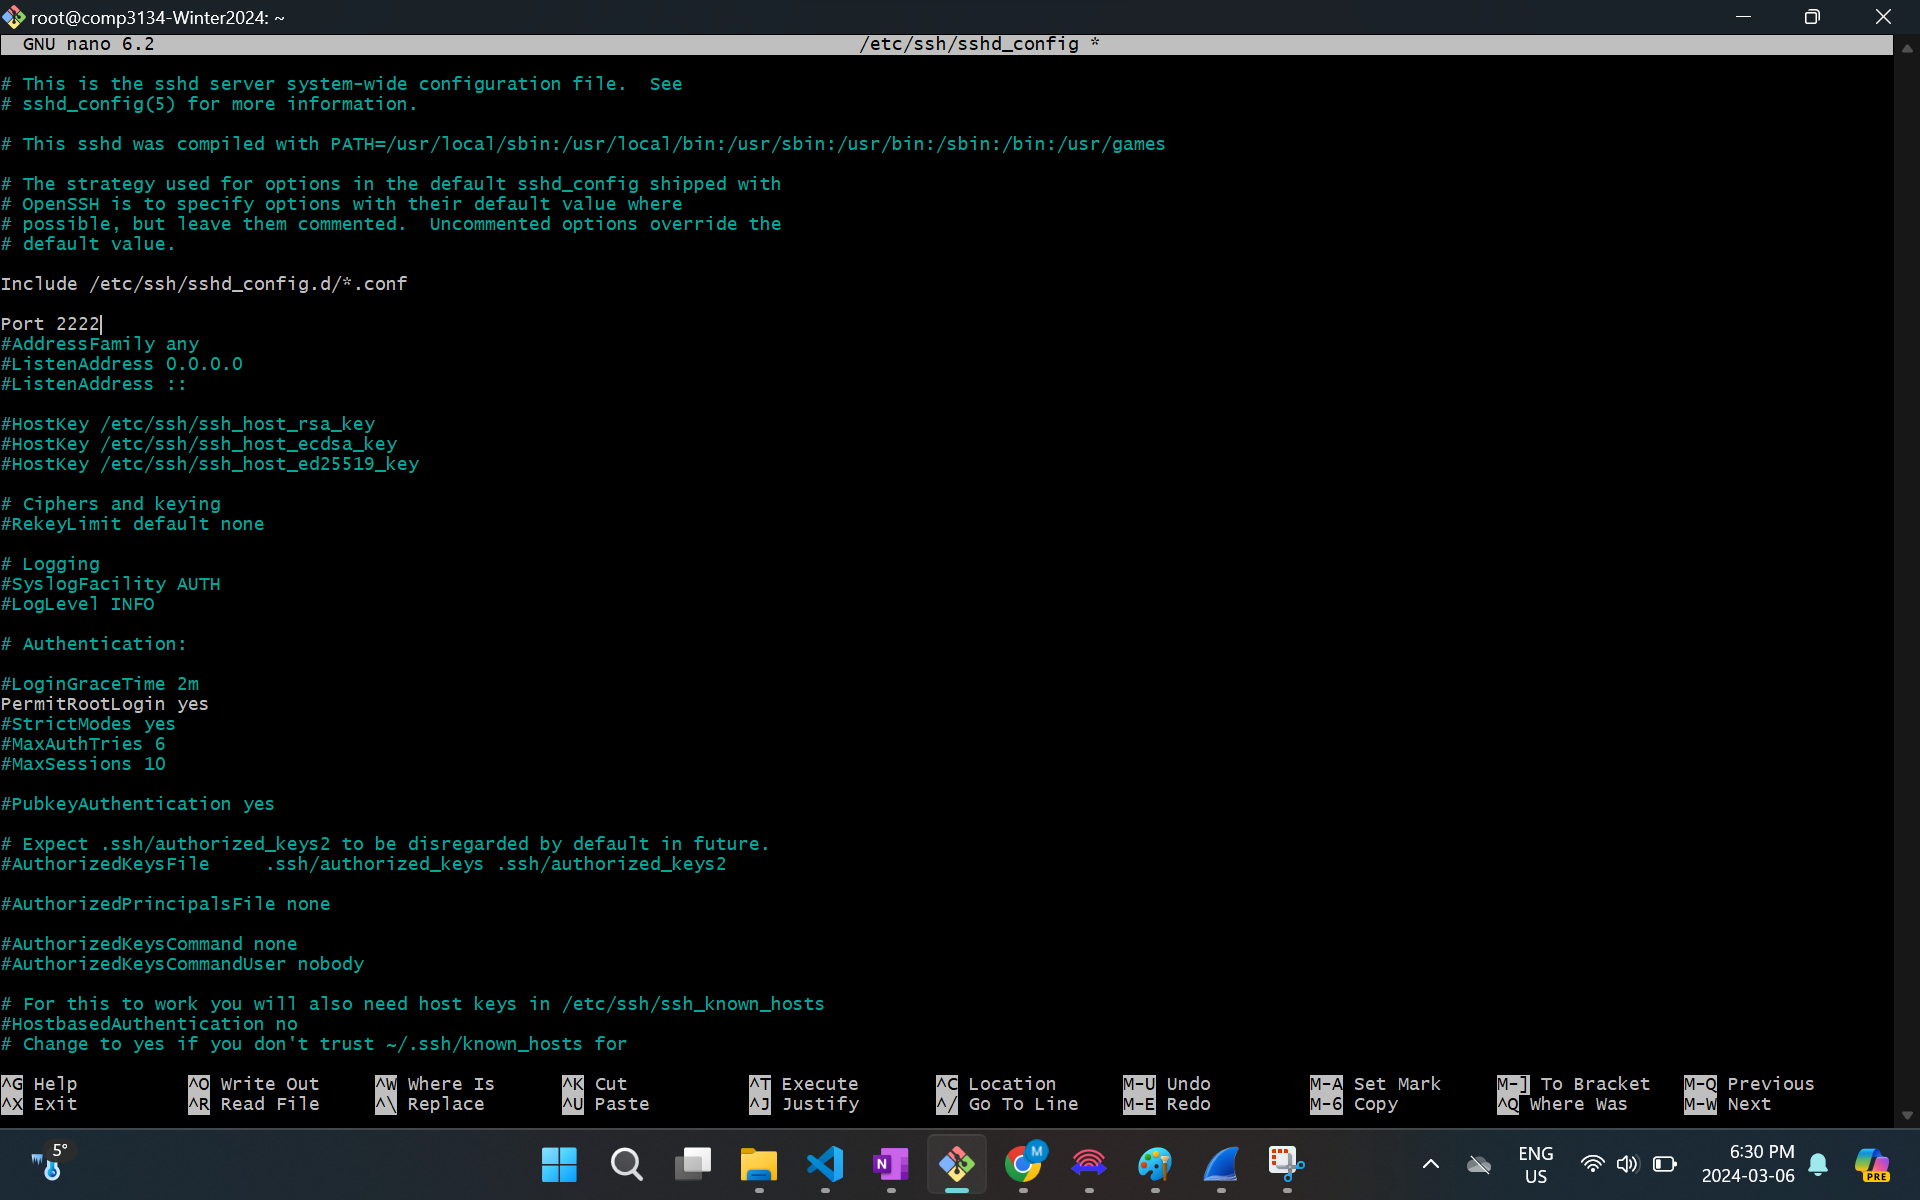 root@comp3134-Winter2024: ~
GNU nano 6.2 /etc/ssh/sshd_config *
# This is the sshd server system-wide configuration file.  See
# sshd_config(5) for more information.
# This sshd was compiled with PATH=/usr/local/sbin:/usr/local/bin:/usr/sbin:/usr/bin:/sbin:/bin:/usr/games
# The strategy used for options in the default sshd_config shipped with
# OpenSSH is to specify options with their default value where
# possible, but leave them commented.  Uncommented options override the
# default value.
Include /etc/ssh/sshd_config.d/*.conf
Port 2222
#AddressFamily any
#ListenAddress 0.0.0.0
#ListenAddress ::
#HostKey /etc/ssh/ssh_host_rsa_key
#HostKey /etc/ssh/ssh_host_ecdsa_key
#HostKey /etc/ssh/ssh_host_ed25519_key
# Ciphers and keying
#RekeyLimit default none
# Logging
#SyslogFacility AUTH
#LogLevel INFO
# Authentication:
#LoginGraceTime 2m
PermitRootLogin yes
#StrictModes yes
#MaxAuthTries 6
#MaxSessions 10
#PubkeyAuthentication yes
# Expect .ssh/authorized_keys2 to be disregarded by default in future.
#AuthorizedKeysFile     .ssh/authorized_keys .ssh/authorized_keys2
#AuthorizedPrincipalsFile none
#AuthorizedKeysCommand none
#AuthorizedKeysCommandUser nobody
# For this to work you will also need host keys in /etc/ssh/ssh_known_hosts
#HostbasedAuthentication no
# Change to yes if you don't trust ~/.ssh/known_hosts for
^G Help ^O Write Out ^W Where Is ^K Cut ^T Execute ^C Location M-U Undo M-A Set Mark M-] To Bracket M-Q Previous
^X Exit ^R Read File ^\ Replace ^U Paste ^J Justify ^/ Go To Line M-E Redo M-6 Copy ^Q Where Was M-W Next
5°
N
M
ENG
US
6:30 PM
2024-03-06
PRE